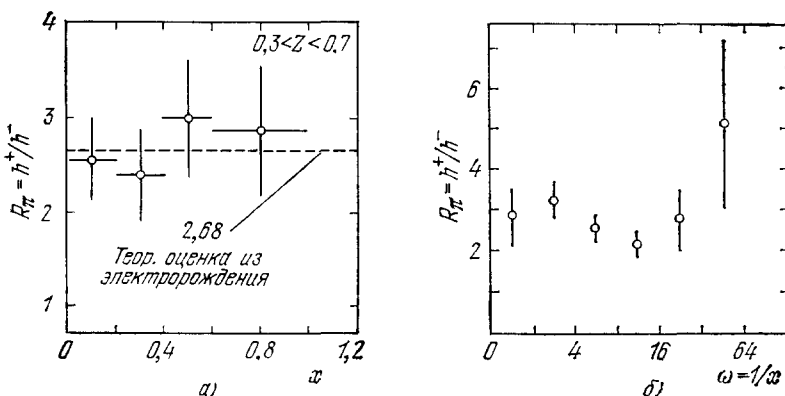 4
3
2
1
R_π = h⁺/h⁻
0,3<Z<0,7
2,68
Теор. оценка из
электророждения
0 0,4 0,8 1,2
x
а)
6
4
2
R_π = h⁺/h⁻
0 4 16 64
ω=1/x
б)